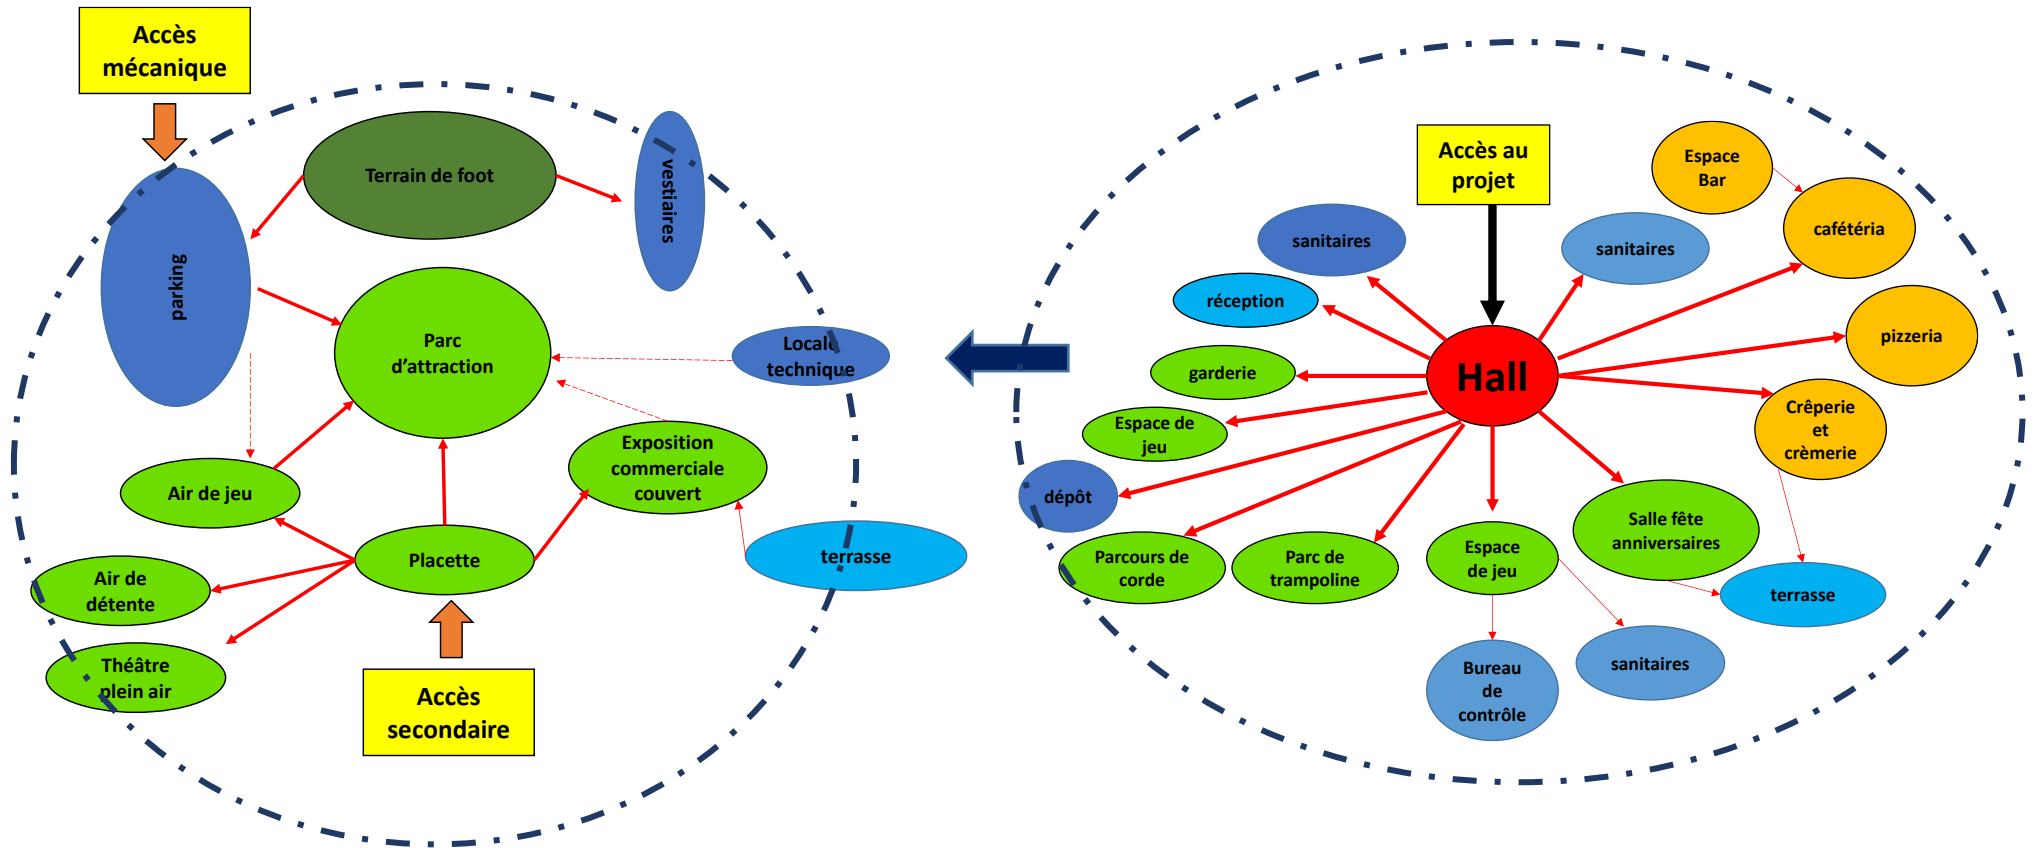 Accès
mécanique
Terrain de foot
vestiaires
parking
Parc
d'attraction
Locale
technique
Exposition
commerciale
couvert
Air de jeu
Placette
terrasse
Air de
détente
Théâtre
plein air
Accès
secondaire
Accès au
projet
Espace
Bar
cafétéria
sanitaires
sanitaires
réception
pizzeria
Hall
garderie
Espace de
jeu
Crêperie
et
crèmerie
dépôt
Salle fête
anniversaires
Parcours de
corde
Parc de
trampoline
Espace
de jeu
terrasse
Bureau
de
contrôle
sanitaires